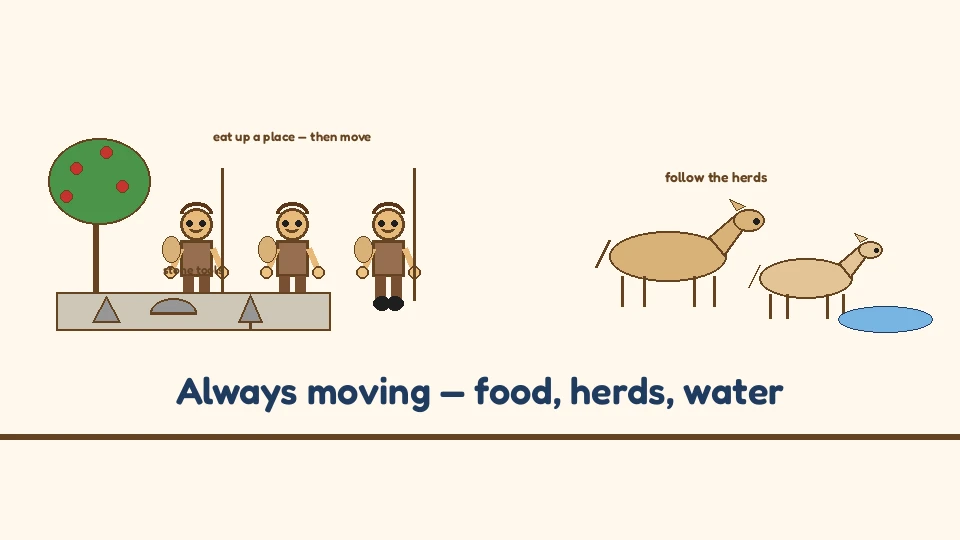 eat up a place — then move
follow the herds
stone tools
Always moving — food, herds, water